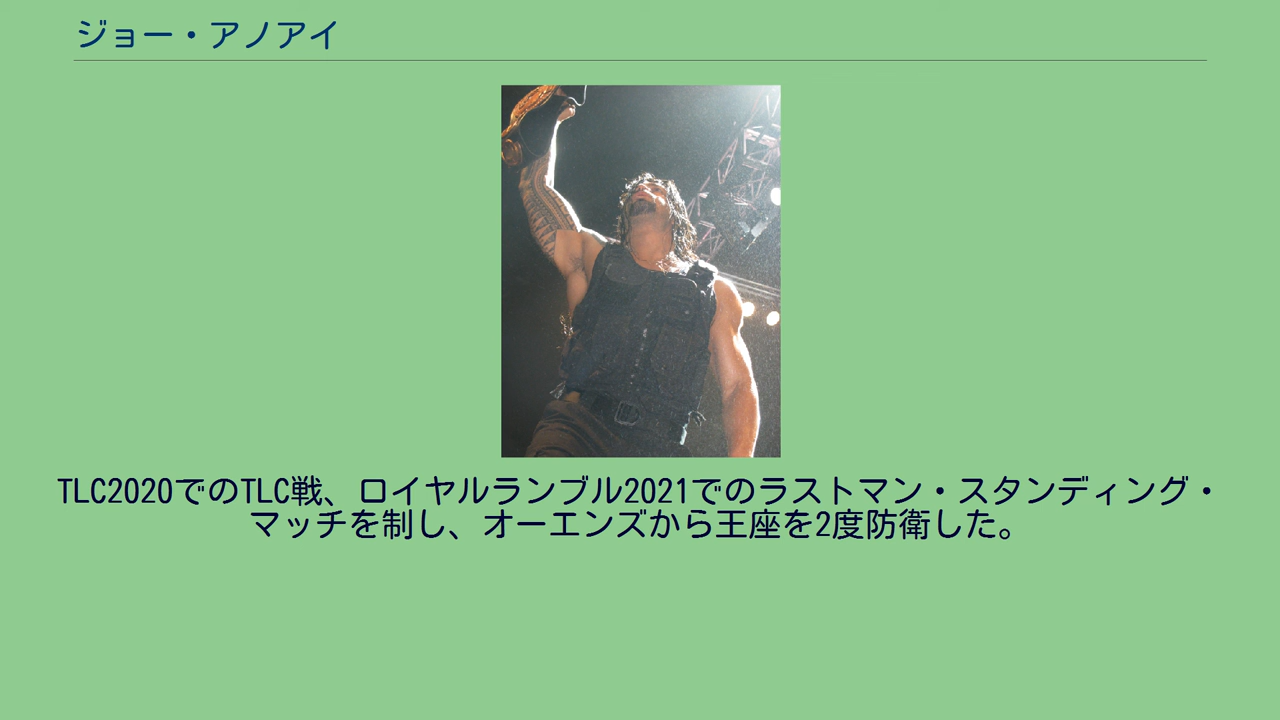 ジョー・アノアイ
TLC2020でのTLC戦、ロイヤルランブル2021でのラストマン・スタンディング・
マッチを制し、オーエンズから王座を2度防衛した。